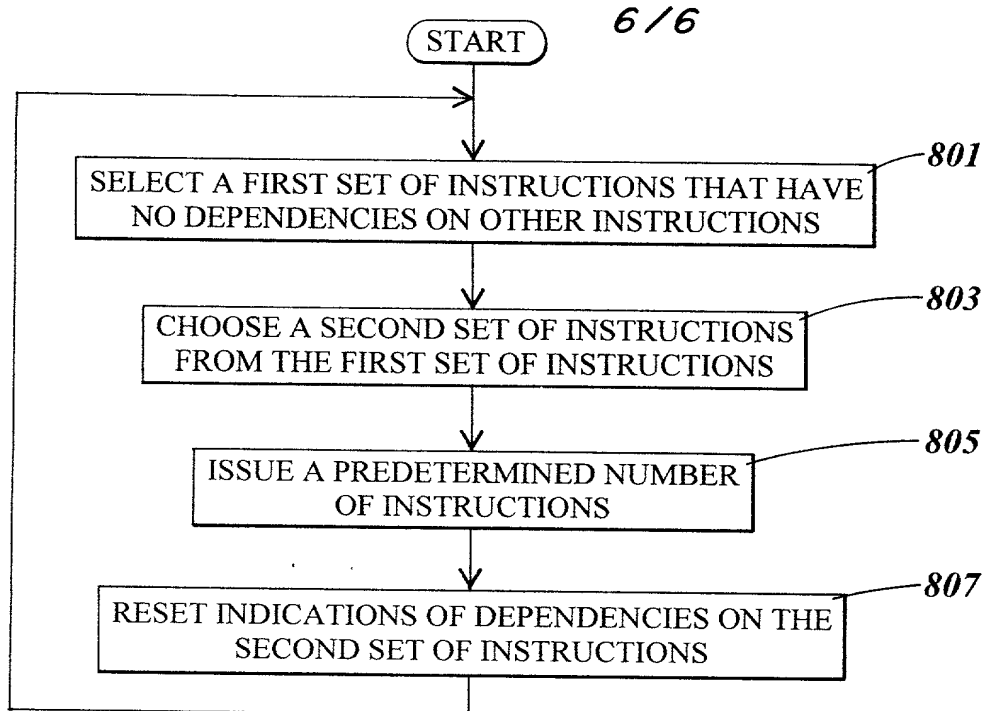 6/6
START
801
SELECT A FIRST SET OF INSTRUCTIONS THAT HAVE
NO DEPENDENCIES ON OTHER INSTRUCTIONS
803
CHOOSE A SECOND SET OF INSTRUCTIONS
FROM THE FIRST SET OF INSTRUCTIONS
805
ISSUE A PREDETERMINED NUMBER
OF INSTRUCTIONS
807
RESET INDICATIONS OF DEPENDENCIES ON THE
SECOND SET OF INSTRUCTIONS